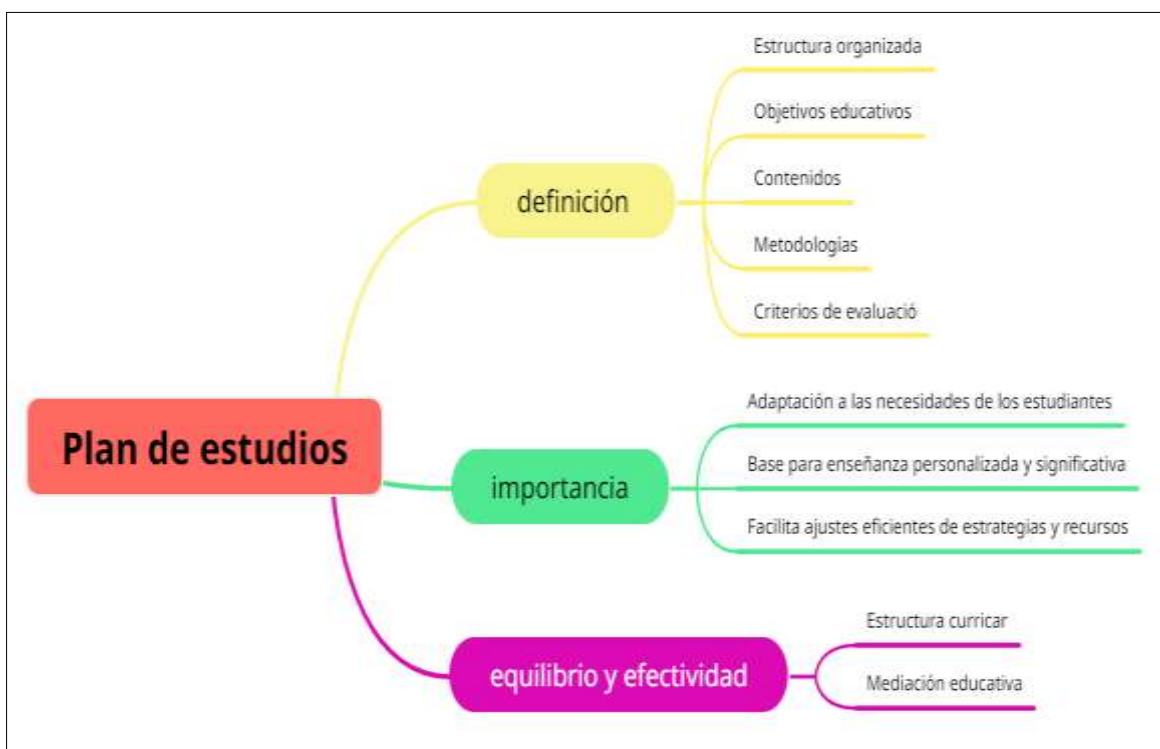 Plan de estudios
definición
Estructura organizada
Objetivos educativos
Contenidos
Metodologías
Criterios de evaluació
importancia
Adaptación a las necesidades de los estudiantes
Base para enseñanza personalizada y significativa
Facilita ajustes eficientes de estrategias y recursos
equilibrio y efectividad
Estructura curricar
Mediación educativa